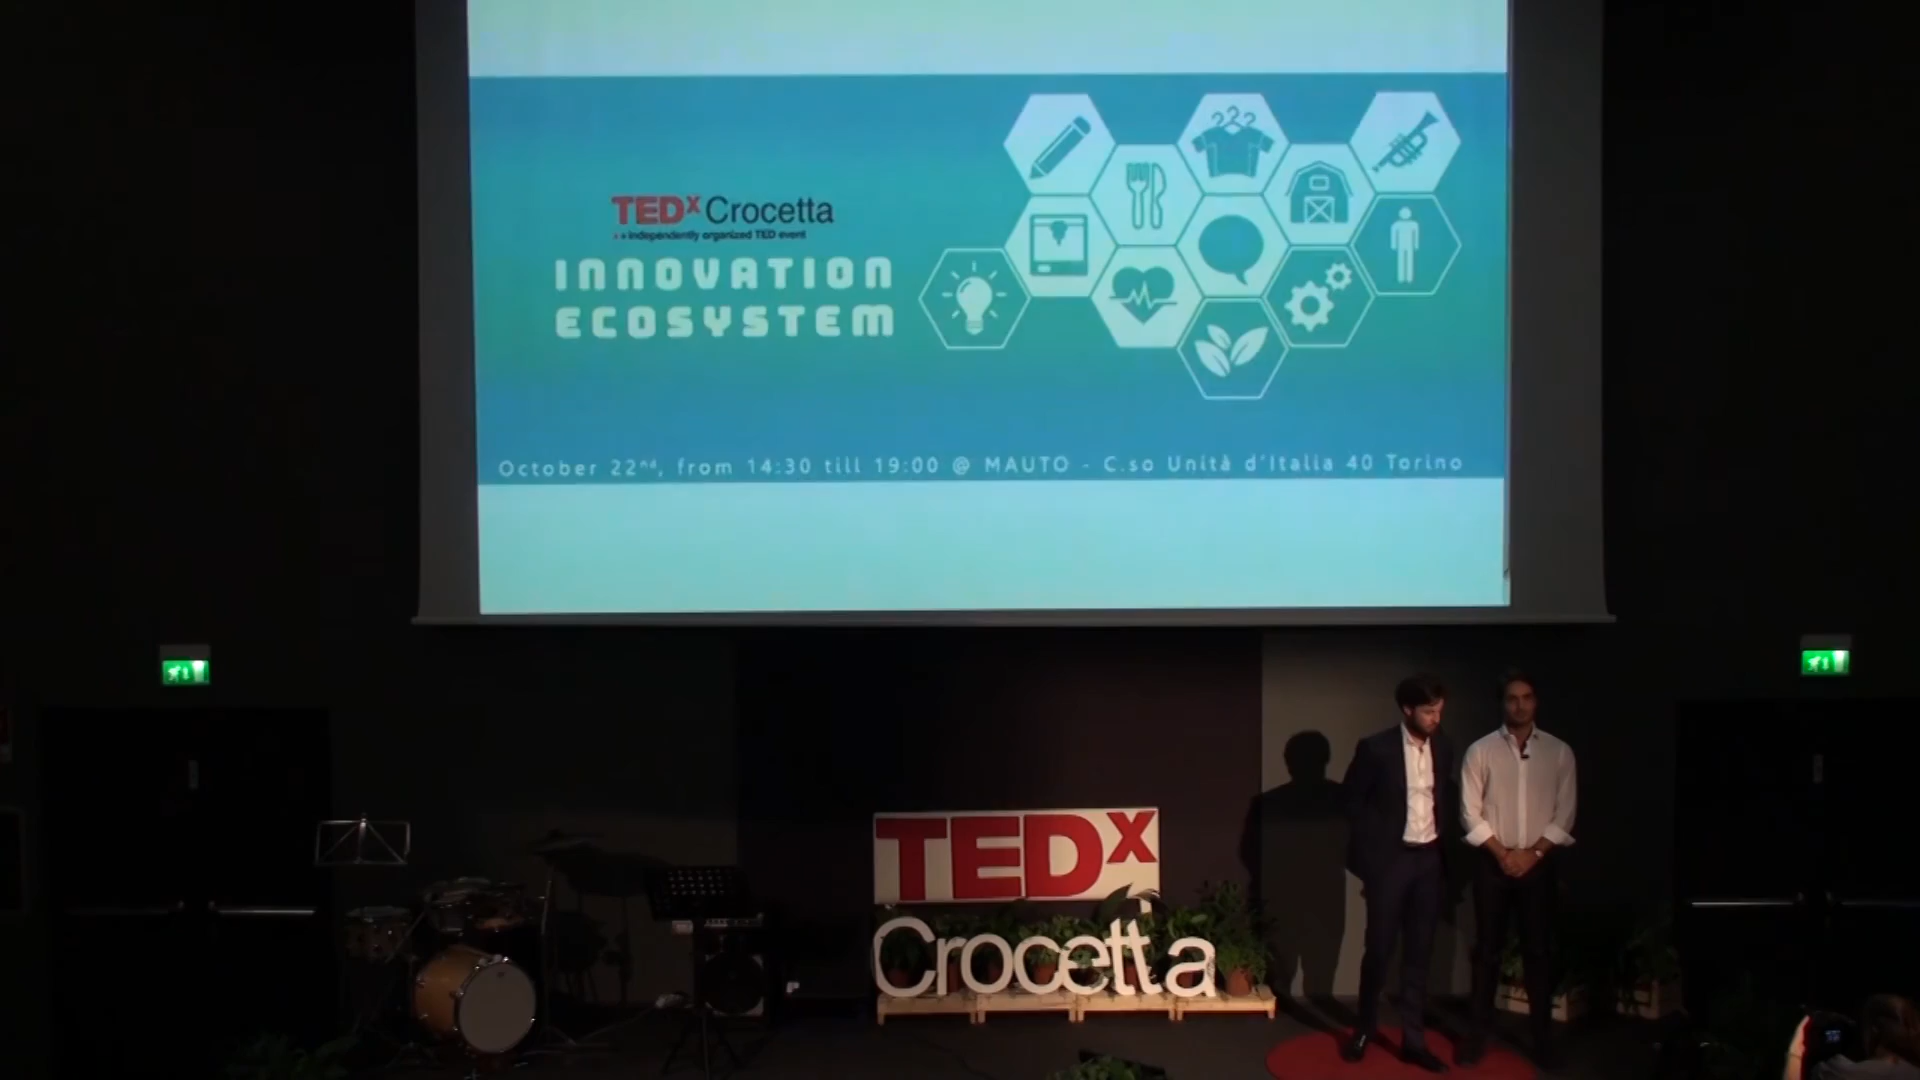 TEDx Crocetta
x = independently organized TED event
INNOVATION
ECOSYSTEM
October 22nd, from 14:30 till 19:00 @ MAUTO - C.so Unità d'Italia 40 Torino
TEDx
Crocetta